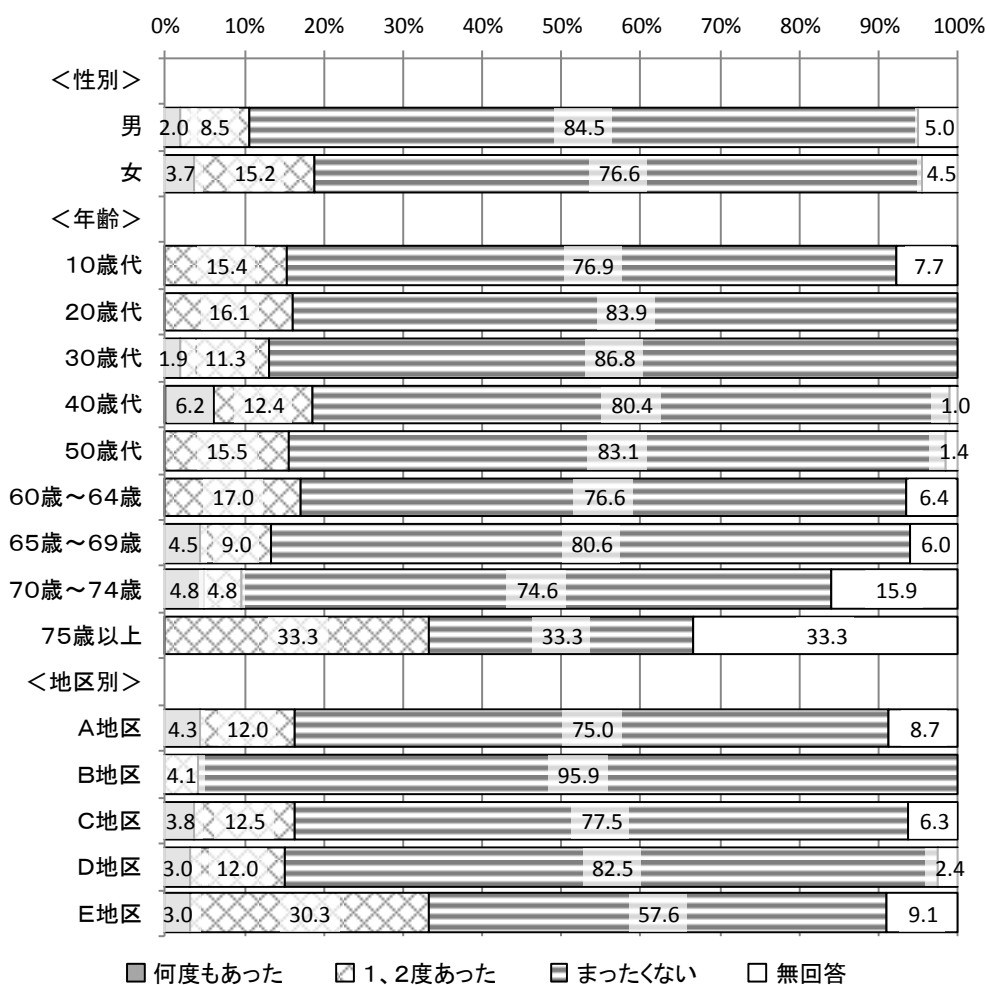 0% 10% 20% 30% 40% 50% 60% 70% 80% 90% 100%
＜性別＞
男 2.0 8.5 84.5 5.0
女 3.7 15.2 76.6 4.5
＜年齢＞
10歳代 15.4 76.9 7.7
20歳代 16.1 83.9
30歳代 1.9 11.3 86.8
40歳代 6.2 12.4 80.4 1.0
50歳代 15.5 83.1 1.4
60歳～64歳 17.0 76.6 6.4
65歳～69歳 4.5 9.0 80.6 6.0
70歳～74歳 4.8 4.8 74.6 15.9
75歳以上 33.3 33.3 33.3
＜地区別＞
A地区 4.3 12.0 75.0 8.7
B地区 4.1 95.9
C地区 3.8 12.5 77.5 6.3
D地区 3.0 12.0 82.5 2.4
E地区 3.0 30.3 57.6 9.1
何度もあった 1、2度あった まったくない 無回答